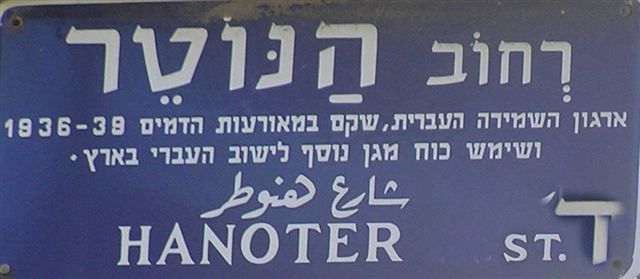 רְחוֹב הַנּוֹטֵר
ארגון השמירה העברית,שקם במאורעות הדמים 1936-39
ושימש כוח מגן נוסף לישוב העברי בארץ.
شارع هنوطر
HANOTER ST. ד